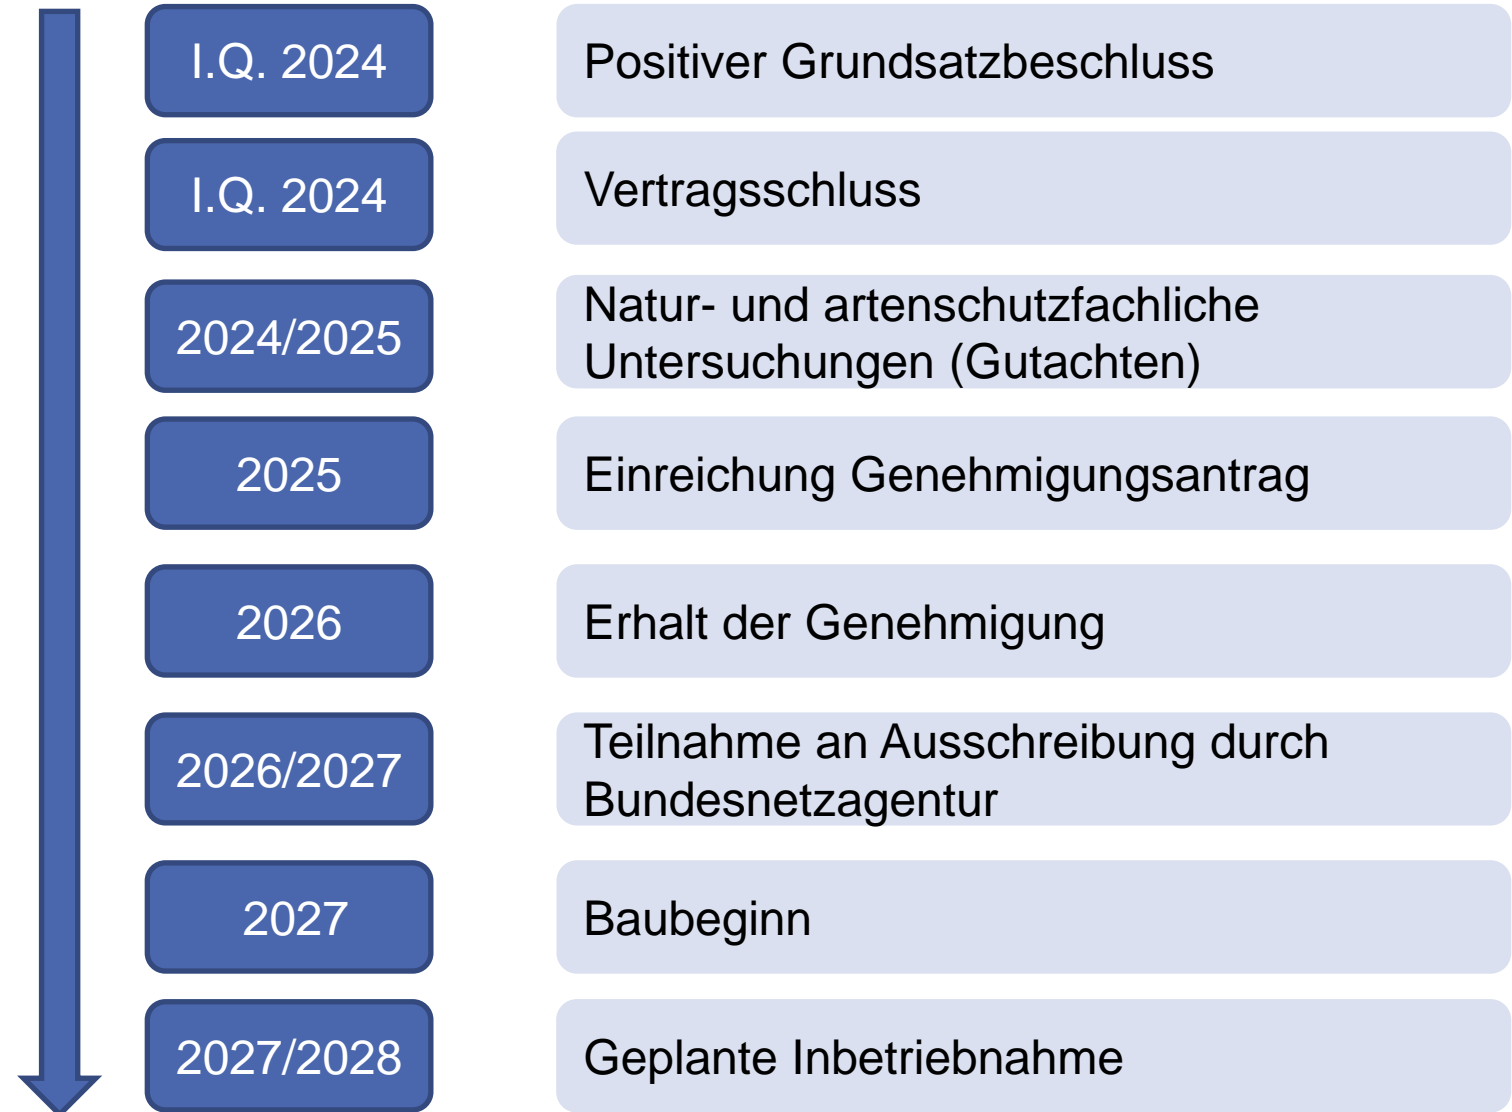 I.Q. 2024
Positiver Grundsatzbeschluss
I.Q. 2024
Vertragsschluss
2024/2025
Natur- und artenschutzfachliche
Untersuchungen (Gutachten)
2025
Einreichung Genehmigungsantrag
2026
Erhalt der Genehmigung
2026/2027
Teilnahme an Ausschreibung durch
Bundesnetzagentur
2027
Baubeginn
2027/2028
Geplante Inbetriebnahme